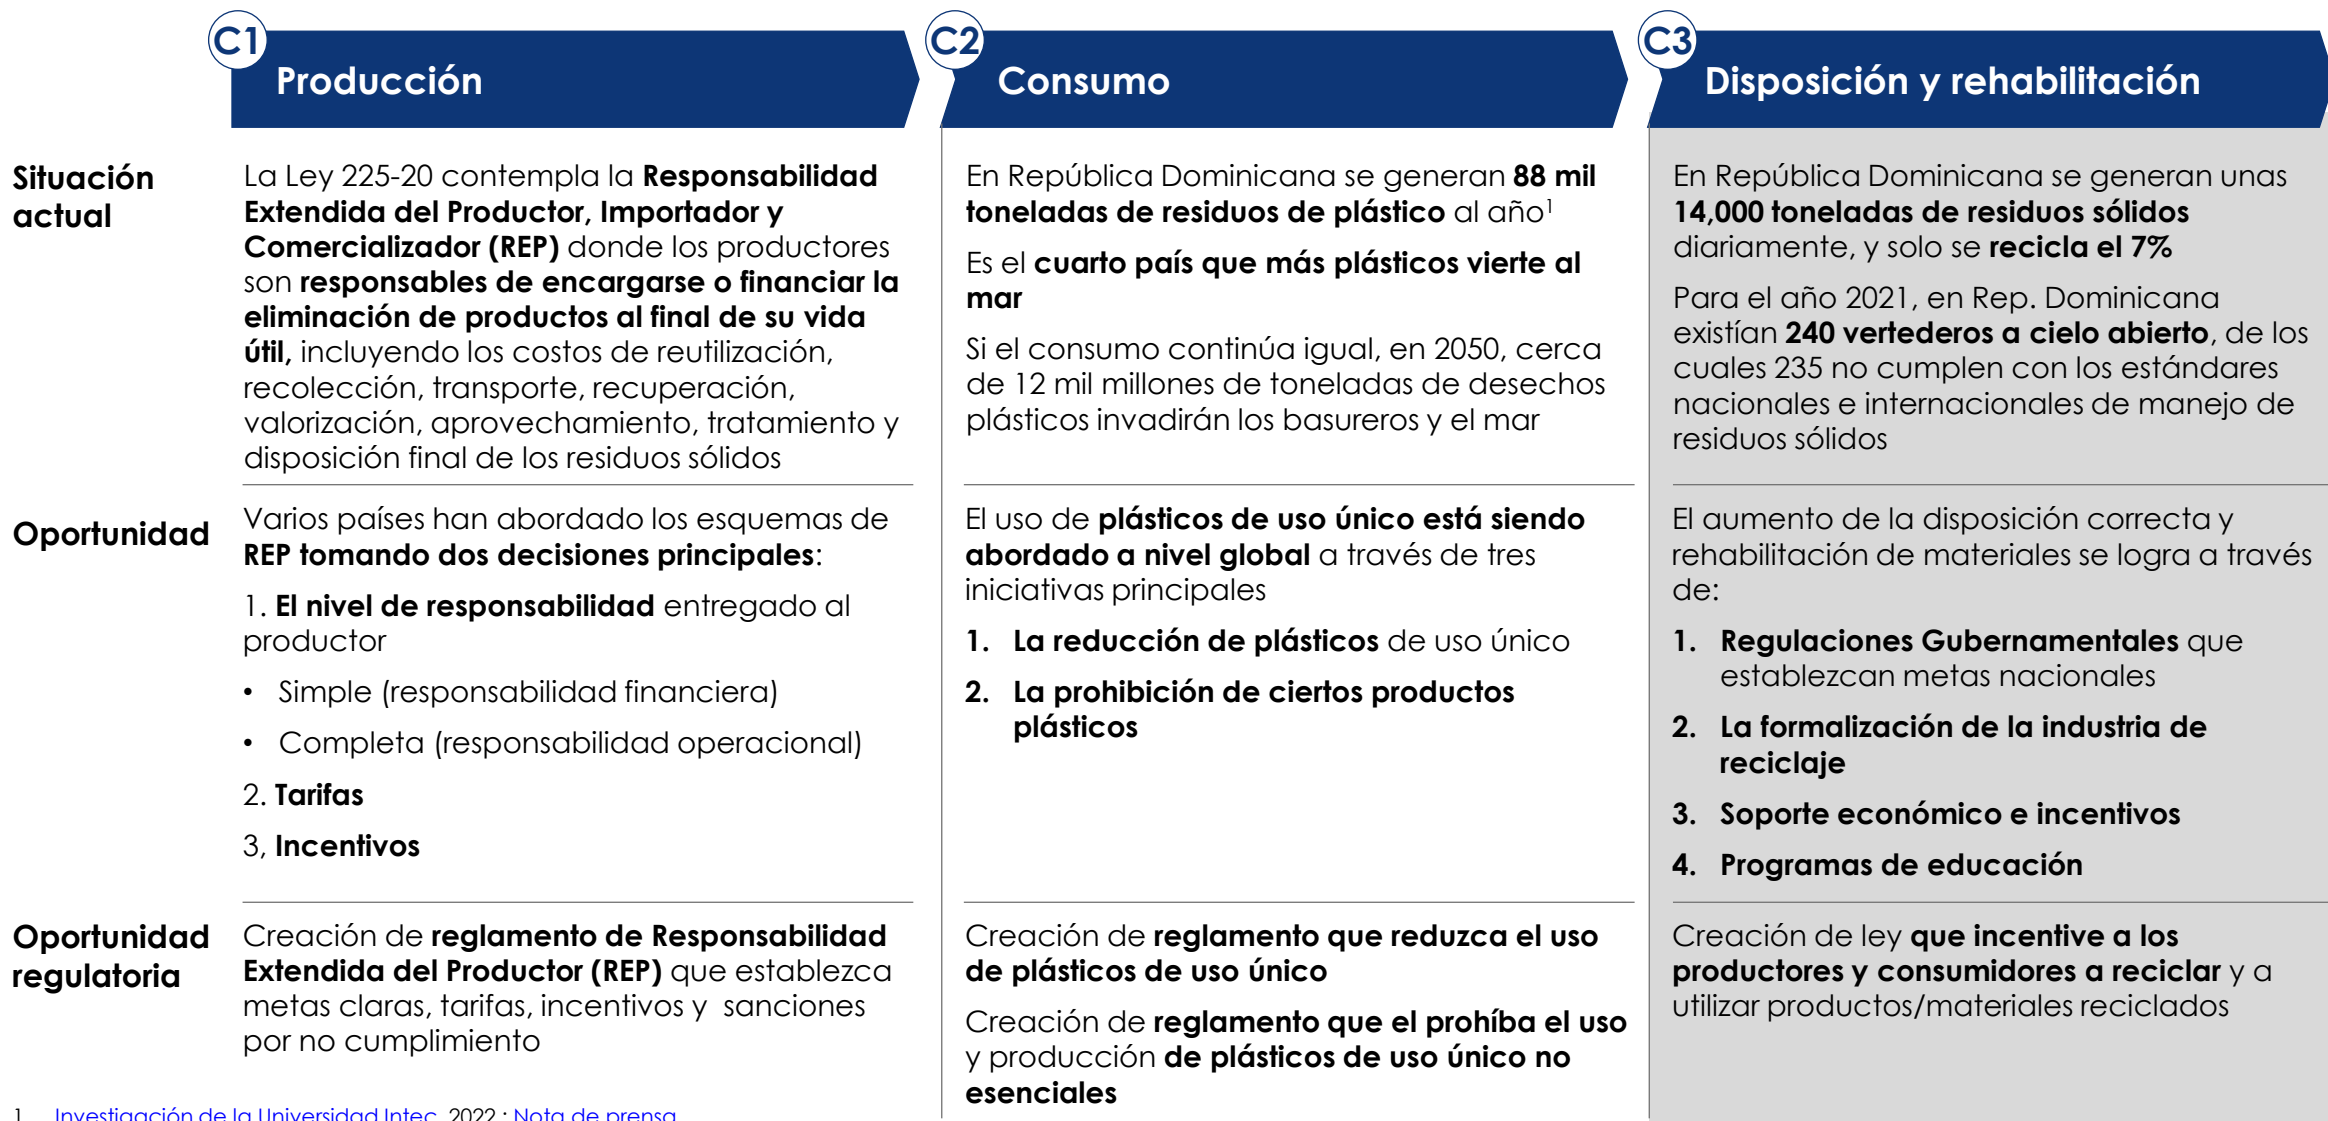 C1
Producción
C2
Consumo
C3
Disposición y rehabilitación
Situación
actual
La Ley 225-20 contempla la Responsabilidad
Extendida del Productor, Importador y
Comercializador (REP) donde los productores
son responsables de encargarse o financiar la
eliminación de productos al final de su vida
útil, incluyendo los costos de reutilización,
recolección, transporte, recuperación,
valorización, aprovechamiento, tratamiento y
disposición final de los residuos sólidos
En República Dominicana se generan 88 mil
toneladas de residuos de plástico al año1
Es el cuarto país que más plásticos vierte al
mar
Si el consumo continúa igual, en 2050, cerca
de 12 mil millones de toneladas de desechos
plásticos invadirán los basureros y el mar
En República Dominicana se generan unas
14,000 toneladas de residuos sólidos
diariamente, y solo se recicla el 7%
Para el año 2021, en Rep. Dominicana
existían 240 vertederos a cielo abierto, de los
cuales 235 no cumplen con los estándares
nacionales e internacionales de manejo de
residuos sólidos
Oportunidad
Varios países han abordado los esquemas de
REP tomando dos decisiones principales:
1. El nivel de responsabilidad entregado al
productor
• Simple (responsabilidad financiera)
• Completa (responsabilidad operacional)
2. Tarifas
3, Incentivos
El uso de plásticos de uso único está siendo
abordado a nivel global a través de tres
iniciativas principales
1. La reducción de plásticos de uso único
2. La prohibición de ciertos productos
plásticos
El aumento de la disposición correcta y
rehabilitación de materiales se logra a través
de:
1. Regulaciones Gubernamentales que
establezcan metas nacionales
2. La formalización de la industria de
reciclaje
3. Soporte económico e incentivos
4. Programas de educación
Oportunidad
regulatoria
Creación de reglamento de Responsabilidad
Extendida del Productor (REP) que establezca
metas claras, tarifas, incentivos y sanciones
por no cumplimiento
Creación de reglamento que reduzca el uso
de plásticos de uso único
Creación de reglamento que el prohíba el uso
y producción de plásticos de uso único no
esenciales
Creación de ley que incentive a los
productores y consumidores a reciclar y a
utilizar productos/materiales reciclados
1 Investigación de la Universidad Intec, 2022 ; Nota de prensa